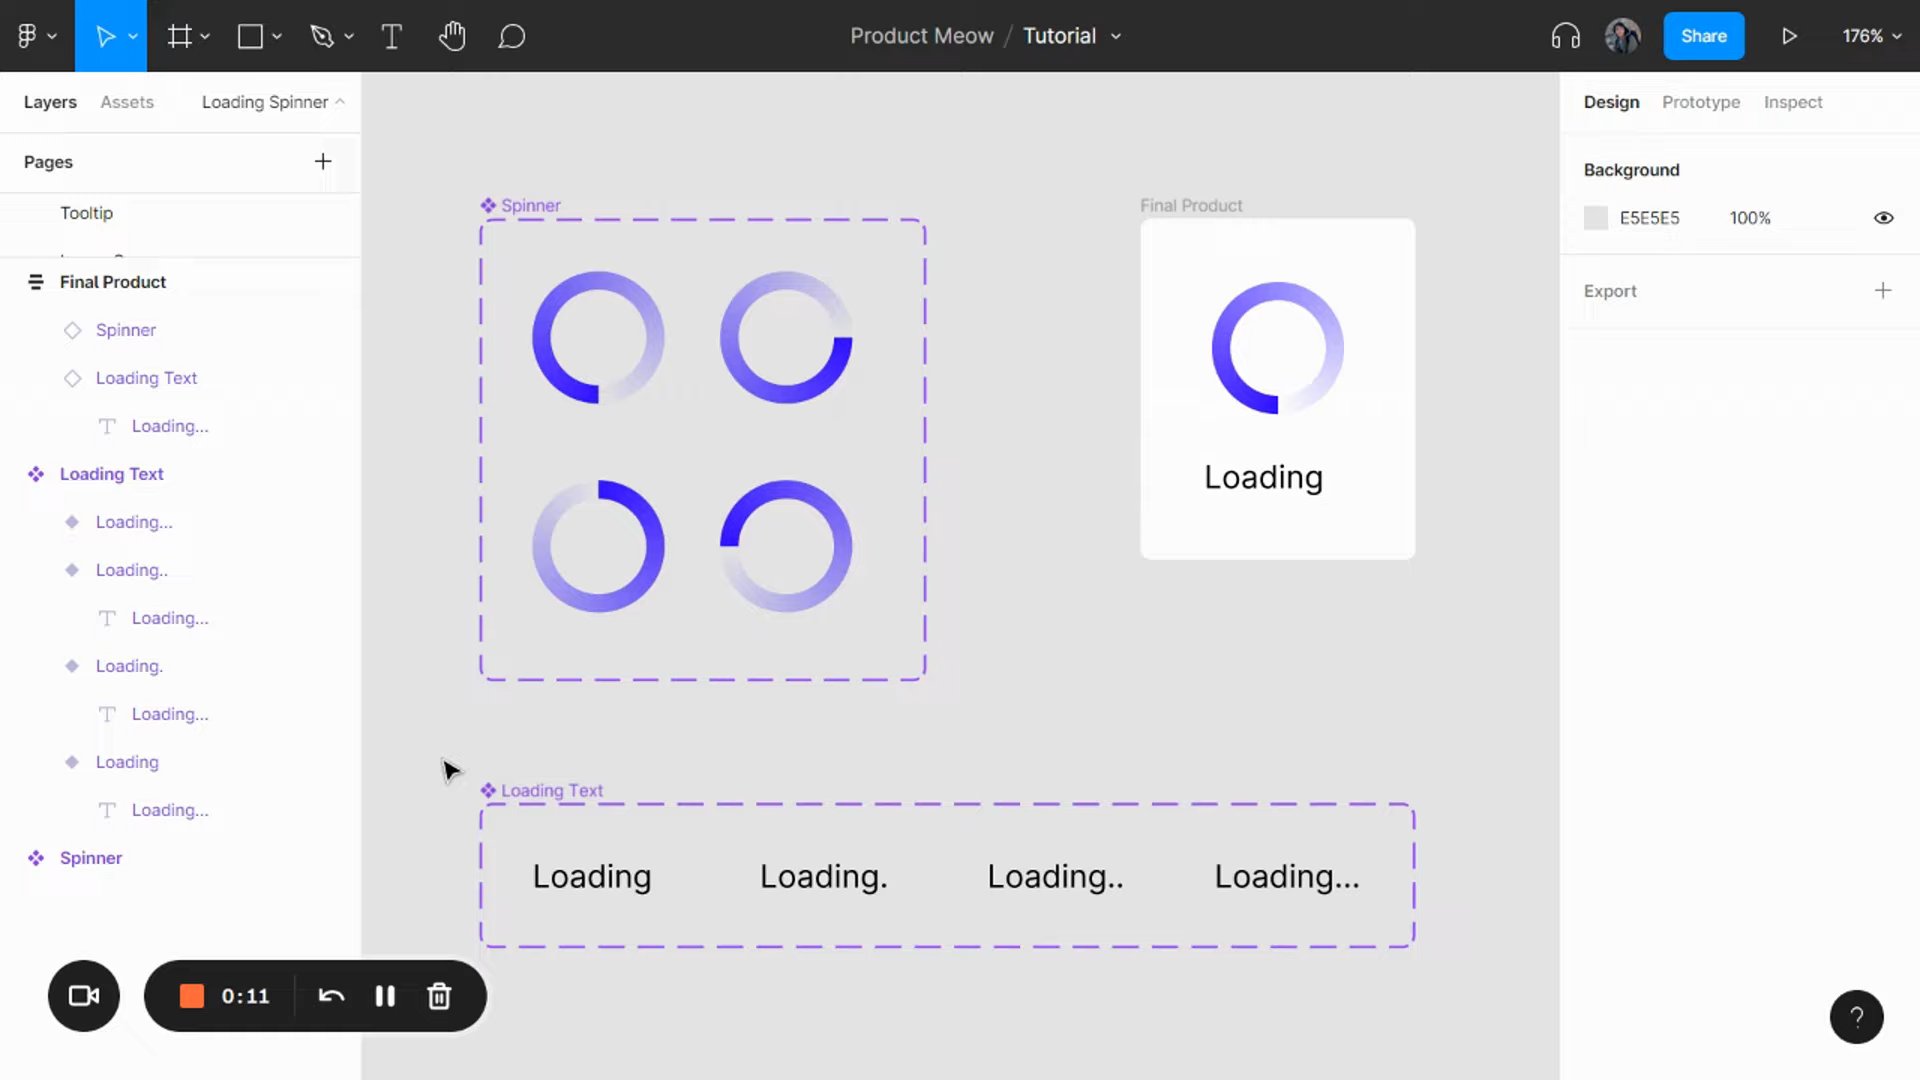 Product Meow / Tutorial
Share
176%
Layers
Assets
Loading Spinner
Pages
Tooltip
Final Product
Spinner
Loading Text
Loading...
Loading Text
Loading...
Loading..
Loading...
Loading.
Loading...
Loading
Loading...
Spinner
Spinner
Final Product
Loading
Loading Text
Loading
Loading.
Loading..
Loading...
Design
Prototype
Inspect
Background
E5E5E5
100%
Export
0:11
?